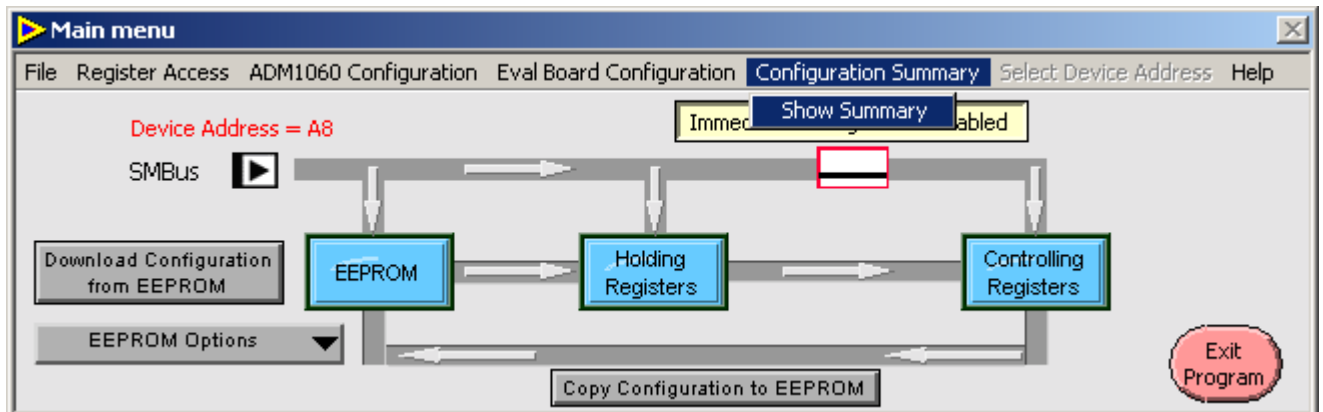 Main menu
File Register Access ADM1060 Configuration Eval Board Configuration Configuration Summary Select Device Address Help
Show Summary
Device Address = A8
abled
SMBus
Download Configuration
from EEPROM
EEPROM
Holding
Registers
Controlling
Registers
EEPROM Options
Copy Configuration to EEPROM
Exit
Program